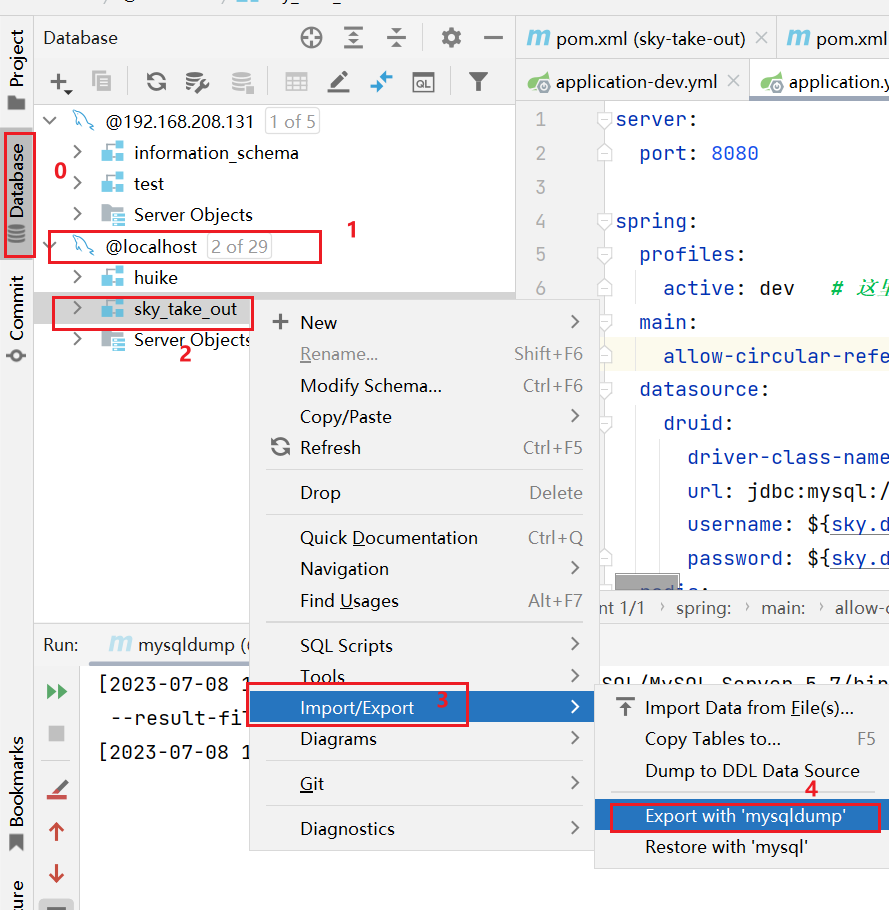 Project
Database
Commit
Bookmarks
Database
@192.168.208.131 1 of 5
information_schema
0
test
Server Objects
1
@localhost 2 of 29
huike
sky_take_out
2
Server Objects
New
Rename... Shift+F6
Modify Schema... Ctrl+F6
Copy/Paste
Refresh Ctrl+F5
Drop Delete
Quick Documentation Ctrl+Q
Navigation
Find Usages Alt+F7
SQL Scripts
Tools
Import/Export 3
Diagrams
Git
Diagnostics
Import Data from File(s)...
Copy Tables to... F5
Dump to DDL Data Source
4
Export with 'mysqldump'
Restore with 'mysql'
pom.xml (sky-take-out) pom.xml
application-dev.yml application.y
1 server:
2 port: 8080
3
4 spring:
5 profiles:
6 active: dev #
main:
allow-circular-refe
datasource:
druid:
driver-class-name
url: jdbc:mysql:/
username: ${sky.d
password: ${sky.d
nt 1/1 › spring: › main: › allow-c
Run: mysqldump (
[2023-07-08 1
SQL/MySQL Server 5.7/bin
--result-fi
[2023-07-08 1